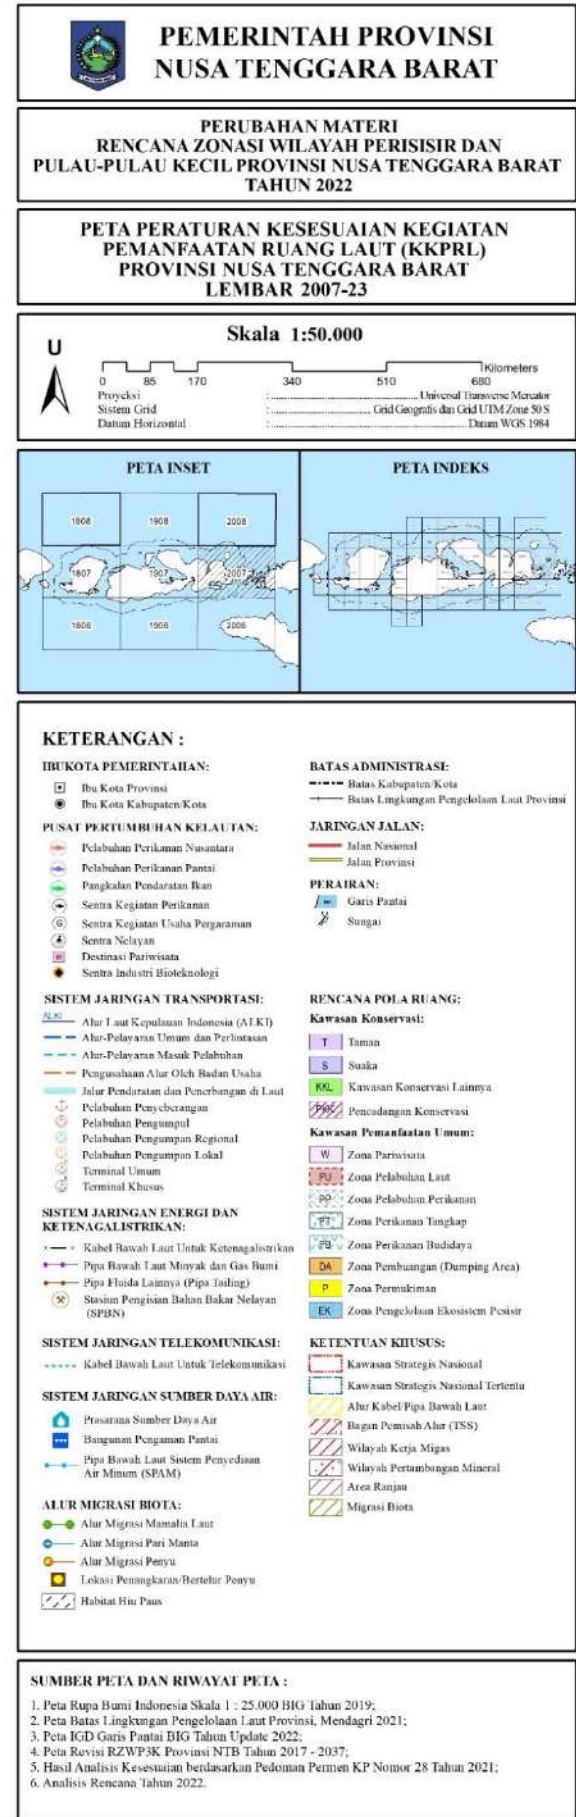 PEMERINTAH PROVINSI
NUSA TENGGARA BARAT
PERUBAHAN MATERI
RENCANA ZONASI WILAYAH PERISISIR DAN
PULAU-PULAU KECIL PROVINSI NUSA TENGGARA BARAT
TAHUN 2022
PETA PERATURAN KESESUAIAN KEGIATAN
PEMANFAATAN RUANG LAUT (KKPRL)
PROVINSI NUSA TENGGARA BARAT
LEMBAR 2007-23
Skala 1:50.000
U
Kilometers
0 85 170 340 510 680
Proyeksi : Universal Transverse Mercator
Sistem Grid : Grid Geografis dan Grid UTM Zone 50 S
Datum Horizontal : Datum WGS 1984
PETA INSET
1808 1908 2008
1807 1907 2007
1806 1906 2006
PETA INDEKS
KETERANGAN :
IBUKOTA PEMERINTAHAN:
Ibu Kota Provinsi
Ibu Kota Kabupaten/Kota
PUSAT PERTUMBUHAN KELAUTAN:
Pelabuhan Perikanan Nusantara
Pelabuhan Perikanan Pantai
Pangkalan Pendaratan Ikan
Sentra Kegiatan Perikanan
G Sentra Kegiatan Usaha Pergaraman
Sentra Nelayan
Destinasi Pariwisata
Sentra Industri Bioteknologi
SISTEM JARINGAN TRANSPORTASI:
ALKI Alur Laut Kepulauan Indonesia (ALKI)
Alur-Pelayaran Umum dan Perlintasan
Alur-Pelayaran Masuk Pelabuhan
Pengusahaan Alur Oleh Badan Usaha
Jalur Pendaratan dan Penerbangan di Laut
Pelabuhan Penyeberangan
Pelabuhan Pengumpul
Pelabuhan Pengumpan Regional
Pelabuhan Pengumpan Lokal
Terminal Umum
Terminal Khusus
SISTEM JARINGAN ENERGI DAN
KETENAGALISTRIKAN:
Kabel Bawah Laut Untuk Ketenagalistrikan
Pipa Bawah Laut Minyak dan Gas Bumi
Pipa Fluida Lainnya (Pipa Tailing)
Stasiun Pengisian Bahan Bakar Nelayan
(SPBN)
SISTEM JARINGAN TELEKOMUNIKASI:
Kabel Bawah Laut Untuk Telekomunikasi
SISTEM JARINGAN SUMBER DAYA AIR:
Prasarana Sumber Daya Air
Bangunan Pengaman Pantai
Pipa Bawah Laut Sistem Penyediaan
Air Minum (SPAM)
ALUR MIGRASI BIOTA:
Alur Migrasi Mamalia Laut
Alur Migrasi Pari Manta
Alur Migrasi Penyu
Lokasi Penangkaran/Bertelur Penyu
Habitat Hiu Paus
BATAS ADMINISTRASI:
Batas Kabupaten/Kota
Batas Lingkungan Pengelolaan Laut Provinsi
JARINGAN JALAN:
Jalan Nasional
Jalan Provinsi
PERAIRAN:
Garis Pantai
Sungai
RENCANA POLA RUANG:
Kawasan Konservasi:
T Taman
S Suaka
KKL Kawasan Konservasi Lainnya
Pencadangan Konservasi
Kawasan Pemanfaatan Umum:
W Zona Pariwisata
PU Zona Pelabuhan Laut
PP Zona Pelabuhan Perikanan
PT Zona Perikanan Tangkap
PB Zona Perikanan Budidaya
DA Zona Pembuangan (Dumping Area)
P Zona Permukiman
EK Zona Pengelolaan Ekosistem Pesisir
KETENTUAN KHUSUS:
Kawasan Strategis Nasional
Kawasan Strategis Nasional Tertentu
Alur Kabel/Pipa Bawah Laut
Bagan Pemisah Alur (TSS)
Wilayah Kerja Migas
Wilayah Pertambangan Mineral
Area Ranjau
Migrasi Biota
SUMBER PETA DAN RIWAYAT PETA :
1. Peta Rupa Bumi Indonesia Skala 1 : 25.000 BIG Tahun 2019;
2. Peta Batas Lingkungan Pengelolaan Laut Provinsi, Mendagri 2021;
3. Peta IGD Garis Pantai BIG Tahun Update 2022;
4. Peta Revisi RZWP3K Provinsi NTB Tahun 2017 - 2037;
5. Hasil Analisis Kesesuaian berdasarkan Pedoman Permen KP Nomor 28 Tahun 2021;
6. Analisis Rencana Tahun 2022.